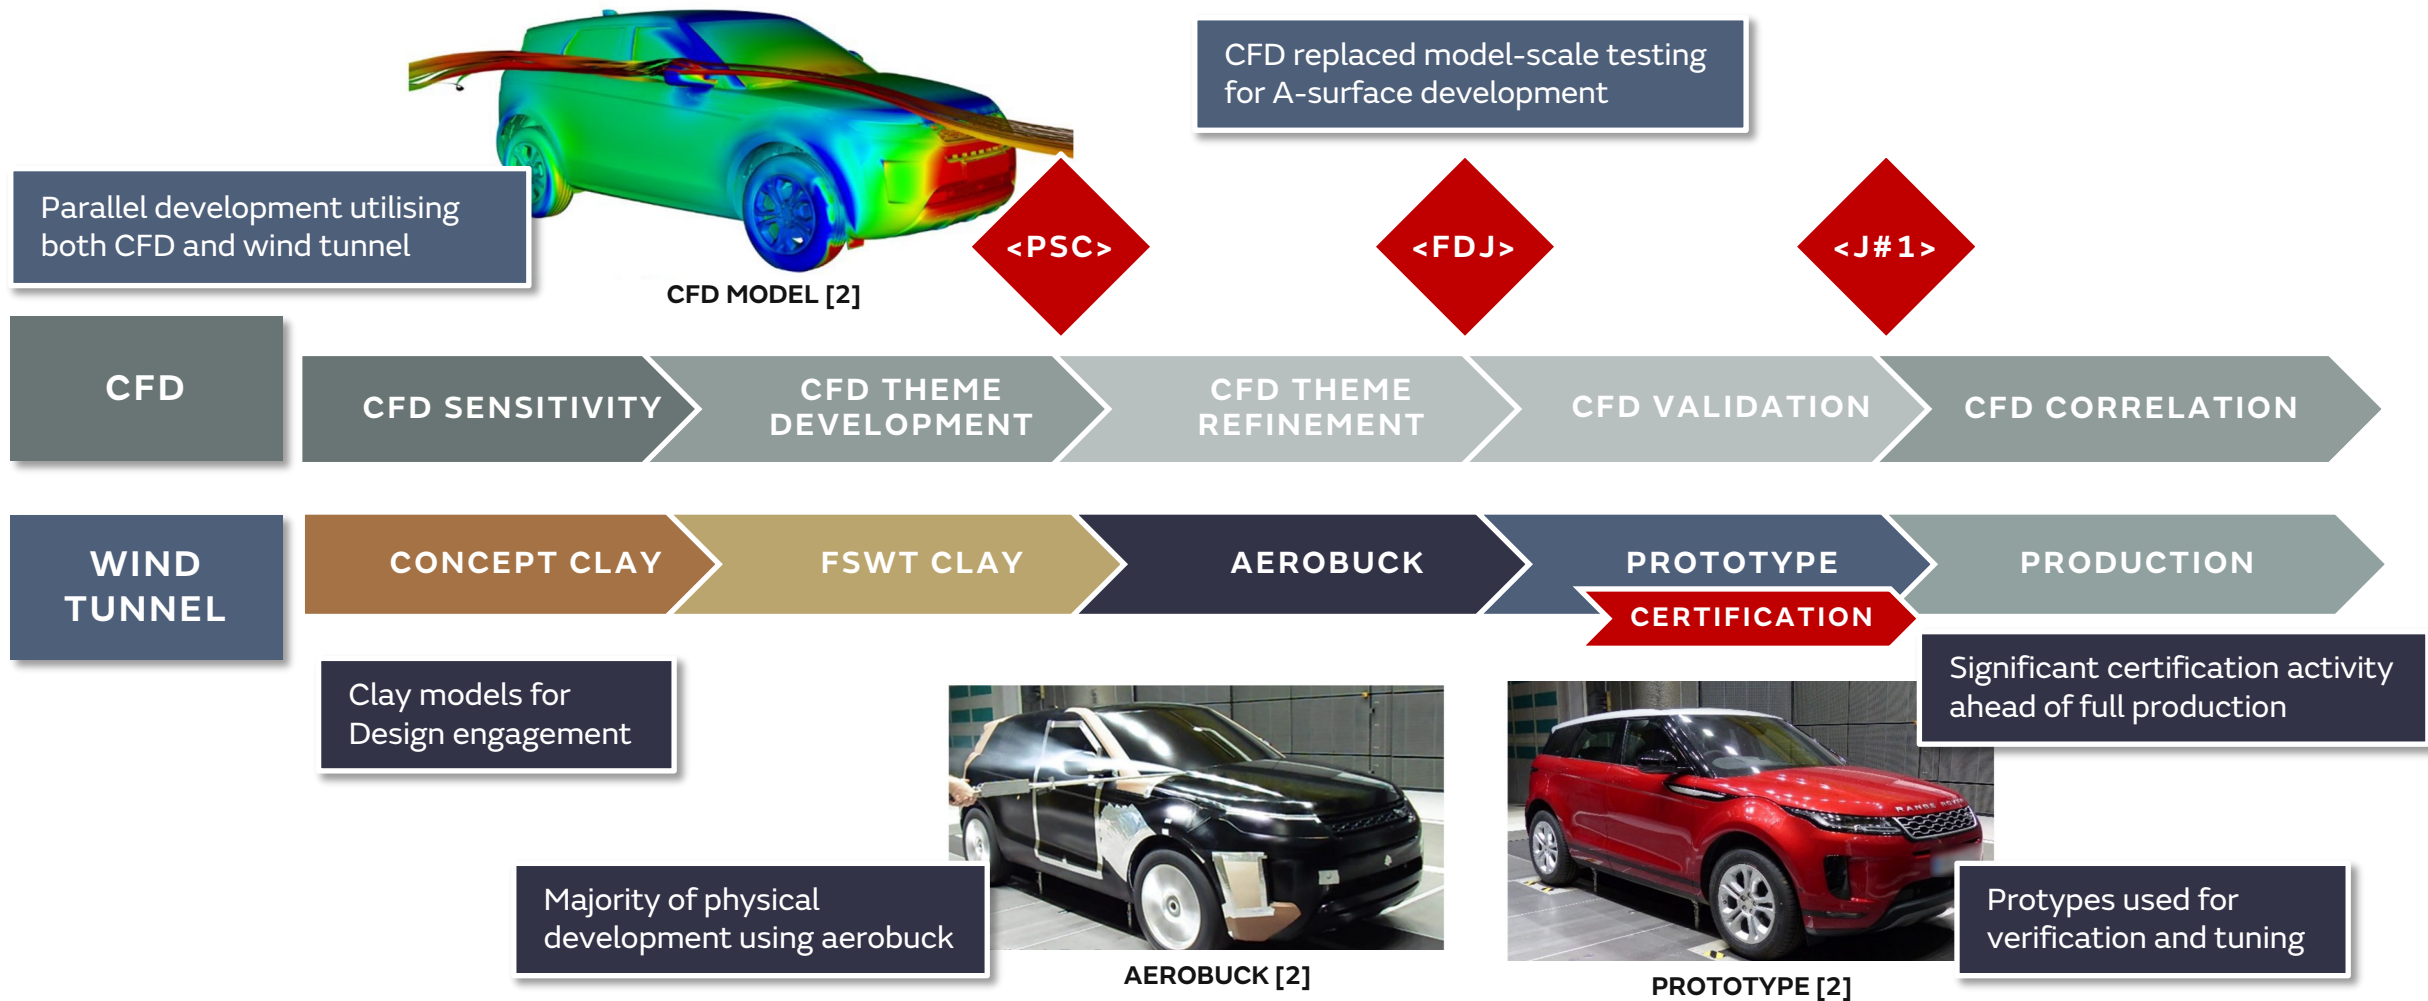 CFD replaced model-scale testing
for A-surface development
Parallel development utilising
both CFD and wind tunnel
CFD MODEL [2]
<PSC>
<FDJ>
<J#1>
CFD
CFD SENSITIVITY
CFD THEME
DEVELOPMENT
CFD THEME
REFINEMENT
CFD VALIDATION
CFD CORRELATION
WIND
TUNNEL
CONCEPT CLAY
FSWT CLAY
AEROBUCK
PROTOTYPE
PRODUCTION
CERTIFICATION
Clay models for
Design engagement
Significant certification activity
ahead of full production
RANGE ROVER
Majority of physical
development using aerobuck
Protypes used for
verification and tuning
AEROBUCK [2]
PROTOTYPE [2]